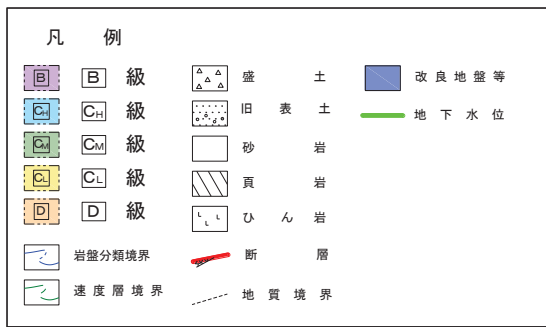 凡 例
B B 級 盛 土 改良地盤等
CH CH 級 旧 表 土 地 下 水 位
CM CM 級 砂 岩
CL CL 級 頁 岩
D D 級 ひ ん 岩
岩盤分類境界 断 層
速度層境界 地質境界